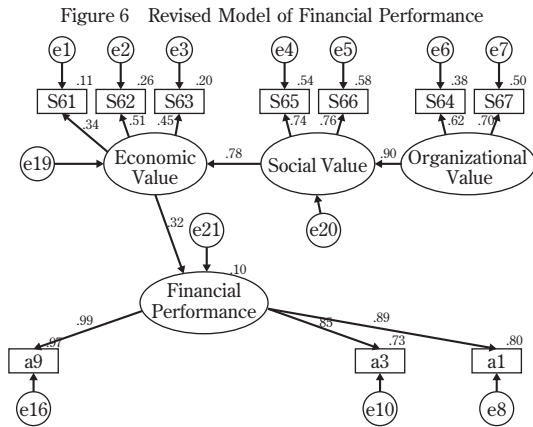 Figure 6 Revised Model of Financial Performance
e1 e2 e3 e4 e5 e6 e7
.11 .26 .20 .54 .58 .38 .50
S61 S62 S63 S65 S66 S64 S67
.34 .51 .45 .74 .76 .62 .70
e19
Economic
Value
.78
Social Value
.90
Organizational
Value
.32
e21
e20
.10
Financial
Performance
.99 .85 .89
.97 .73 .80
a9 a3 a1
e16 e10 e8